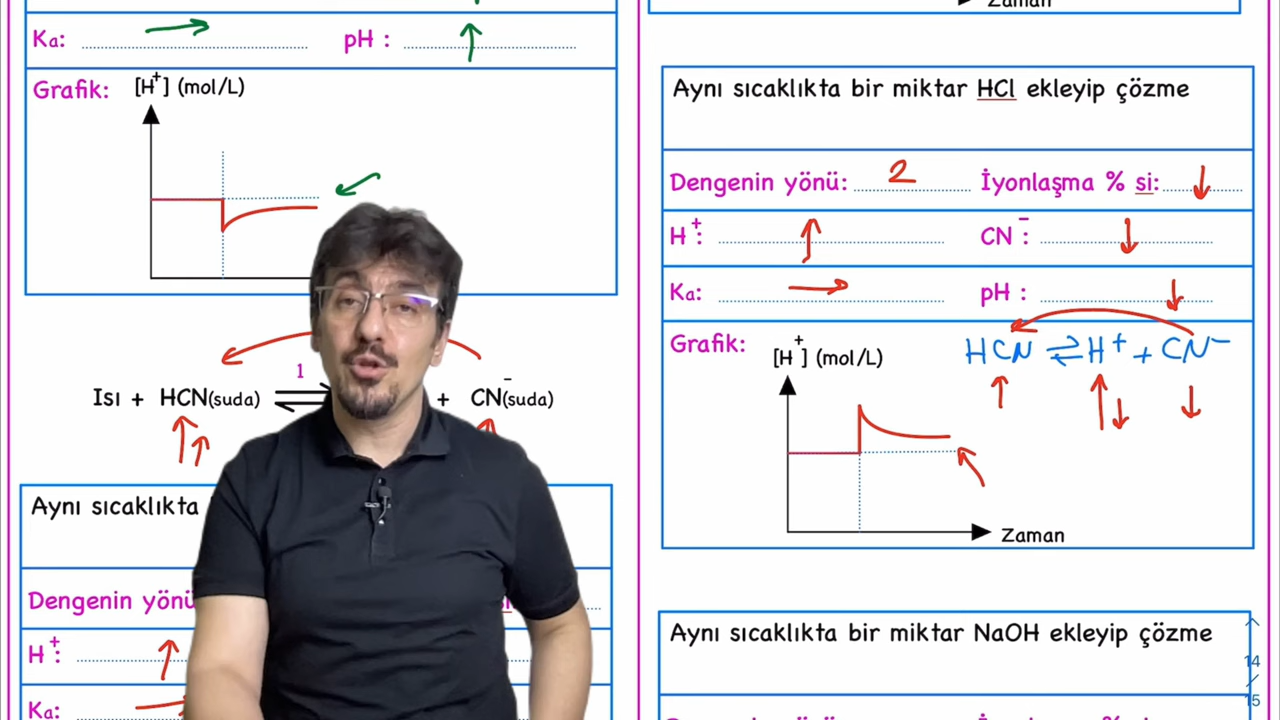 Ka: pH :
Grafik: [H+] (mol/L)
1
Isı + HCN(suda) + CN-(suda)
Aynı sıcaklıkta
Dengenin yönü
H+:
Ka:
Zaman
Aynı sıcaklıkta bir miktar HCl ekleyip çözme
Dengenin yönü: 2 İyonlaşma % si:
H+: CN-:
Ka: pH :
Grafik: [H+] (mol/L)
HCN ⇌ H+ + CN-
Zaman
Aynı sıcaklıkta bir miktar NaOH ekleyip çözme
14
/
15